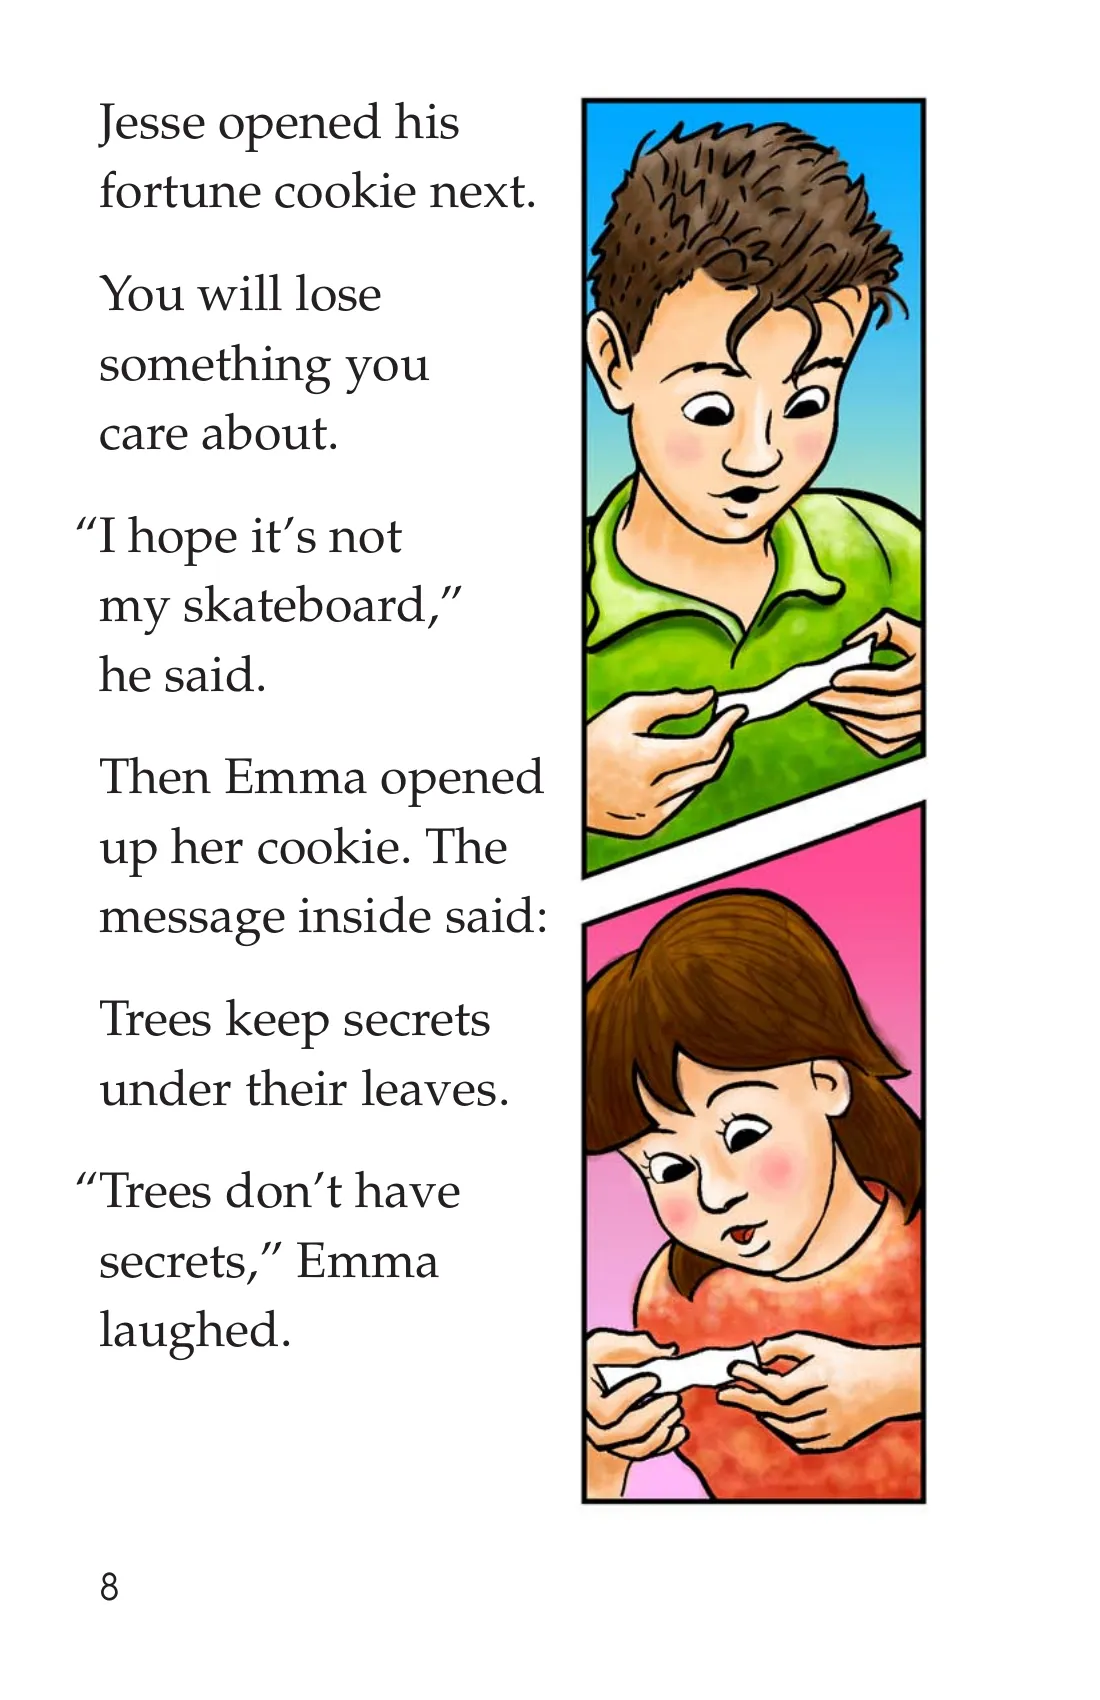 Jesse opened his
fortune cookie next.
You will lose
something you
care about.
“I hope it’s not
my skateboard,”
he said.
Then Emma opened
up her cookie. The
message inside said:
Trees keep secrets
under their leaves.
“Trees don’t have
secrets,” Emma
laughed.
8